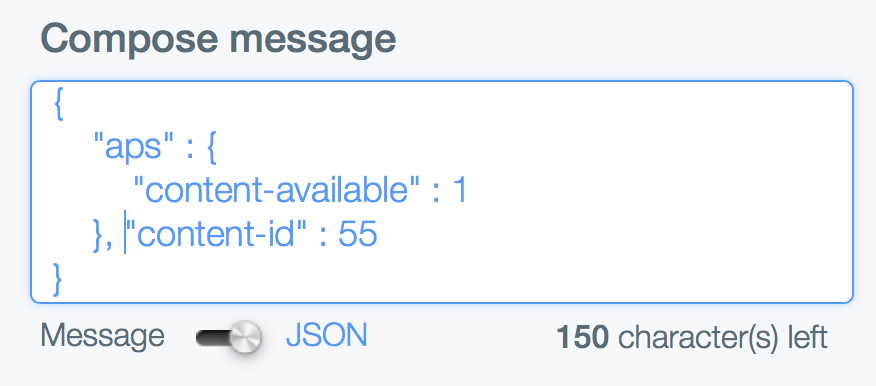 Compose message
{
"aps" : {
"content-available" : 1
}, "content-id" : 55
}
Message JSON 150 character(s) left